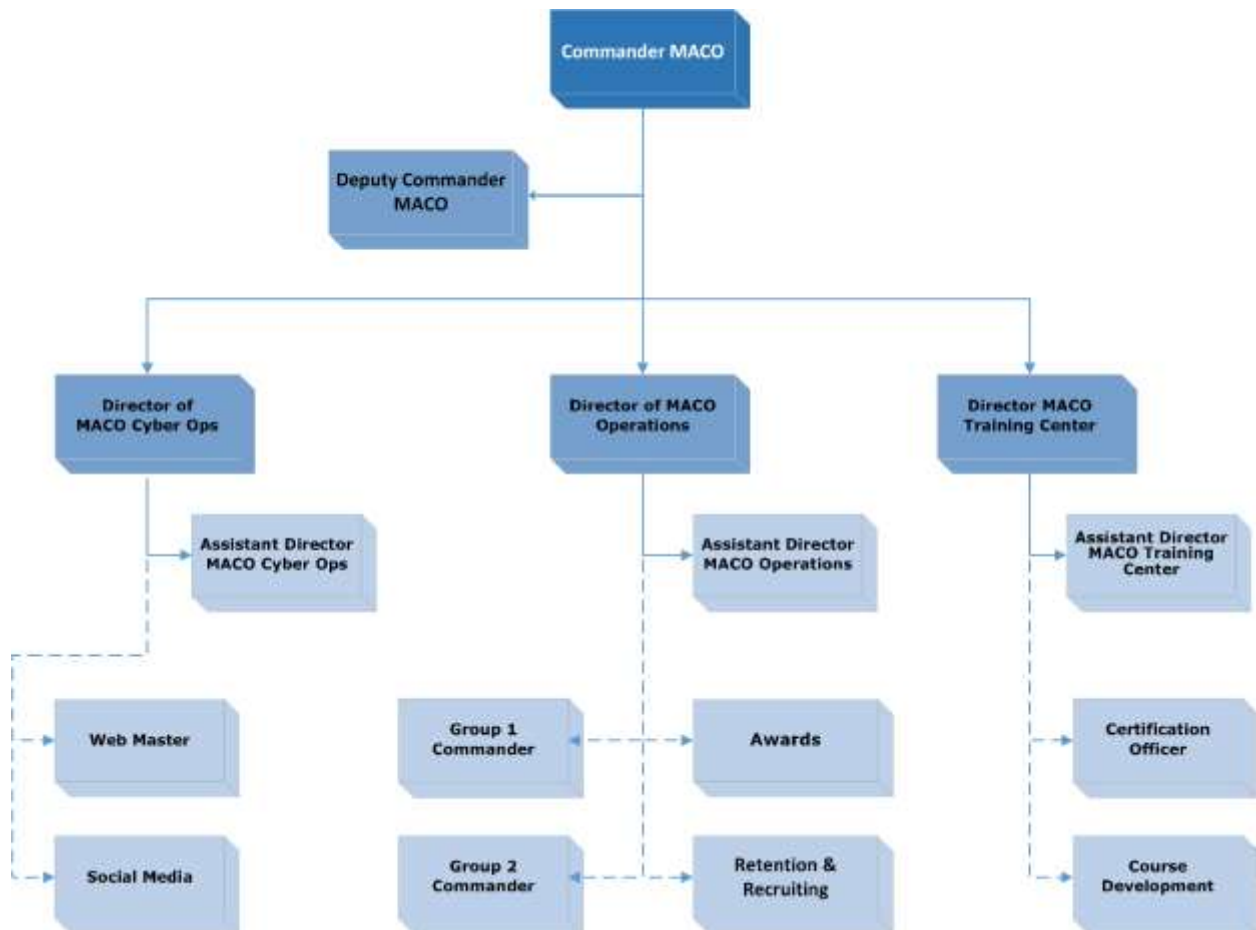 Commander MACO
Deputy Commander
MACO
Director of
MACO Cyber Ops
Director of MACO
Operations
Director MACO
Training Center
Assistant Director
MACO Cyber Ops
Assistant Director
MACO Operations
Assistant Director
MACO Training
Center
Web Master
Group 1
Commander
Awards
Certification
Officer
Social Media
Group 2
Commander
Retention &
Recruiting
Course
Development